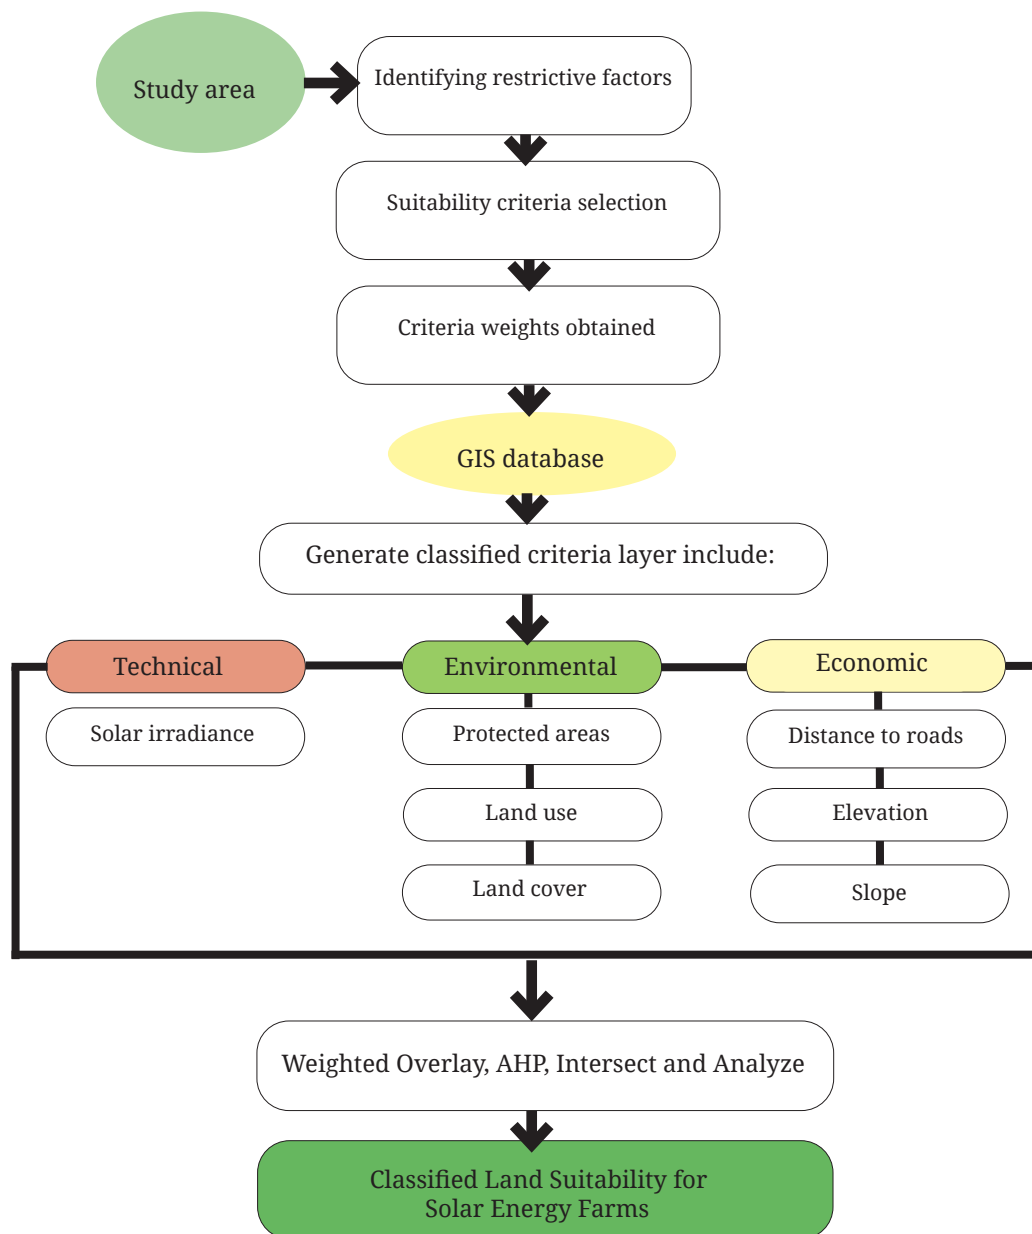 Study area
Identifying restrictive factors
Suitability criteria selection
Criteria weights obtained
GIS database
Generate classified criteria layer include:
Technical
Environmental
Economic
Solar irradiance
Protected areas
Distance to roads
Land use
Elevation
Land cover
Slope
Weighted Overlay, AHP, Intersect and Analyze
Classified Land Suitability for
Solar Energy Farms